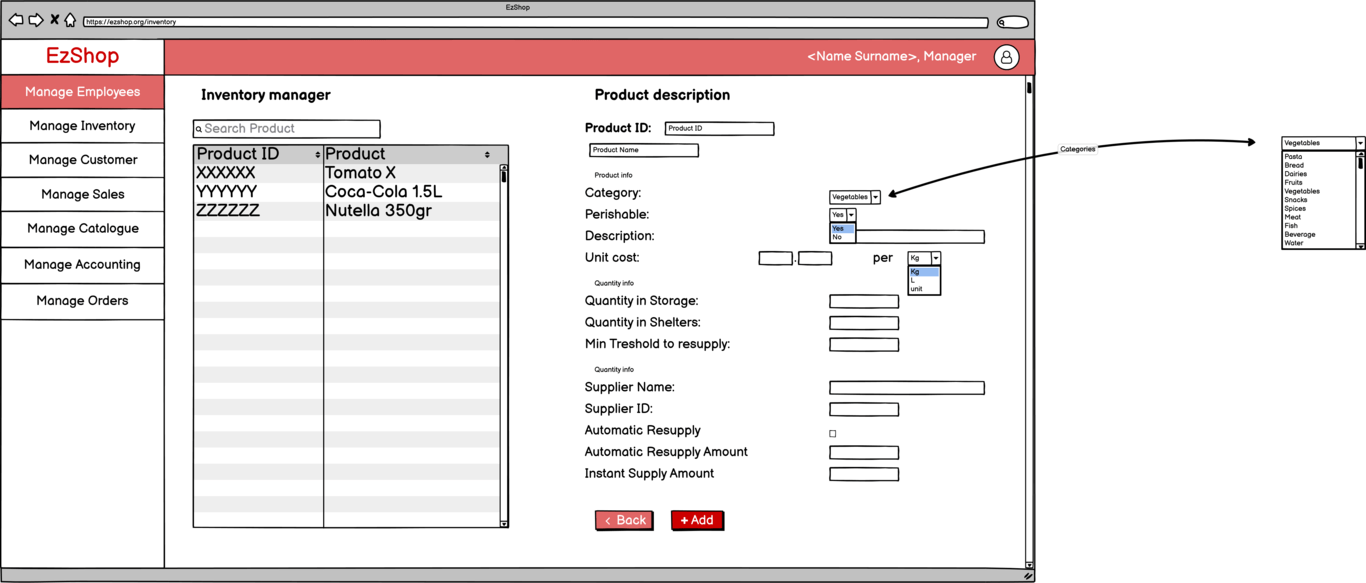 EzShop
https://ezshop.org/inventory
EzShop
<Name Surname>, Manager
Manage Employees
Manage Inventory
Manage Customer
Manage Sales
Manage Catalogue
Manage Accounting
Manage Orders
Inventory manager
Search Product
Product ID Product
XXXXXX Tomato X
YYYYYY Coca-Cola 1.5L
ZZZZZZ Nutella 350gr
Product description
Product ID: Product ID
Product Name
Product info
Category: Vegetables
Perishable: Yes
Yes
No
Description:
Unit cost: . per Kg
Kg
L
unit
Quantity info
Quantity in Storage:
Quantity in Shelters:
Min Treshold to resupply:
Quantity info
Supplier Name:
Supplier ID:
Automatic Resupply
Automatic Resupply Amount
Instant Supply Amount
< Back + Add
Categories
Vegetables
Pasta
Bread
Dairies
Fruits
Vegetables
Snacks
Spices
Meat
Fish
Beverage
Water